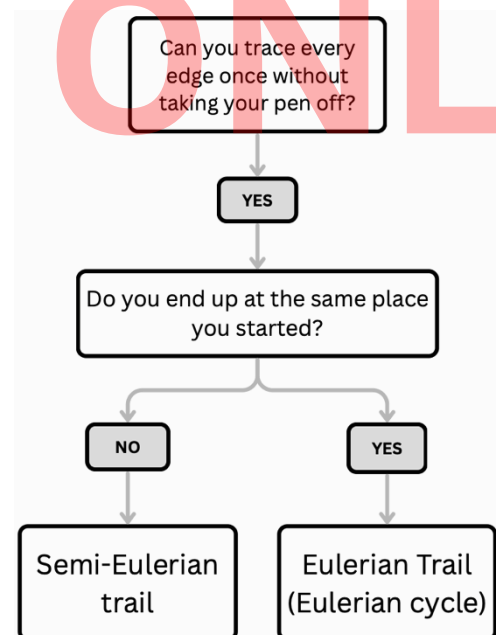 ONL
Can you trace every
edge once without
taking your pen off?
YES
Do you end up at the same place
you started?
NO
YES
Semi-Eulerian
trail
Eulerian Trail
(Eulerian cycle)